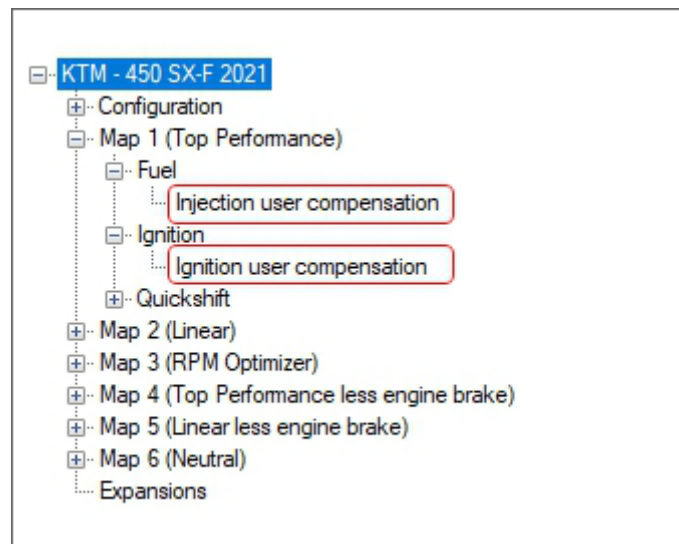 KTM - 450 SX-F 2021
Configuration
Map 1 (Top Performance)
Fuel
Injection user compensation
Ignition
Ignition user compensation
Quickshift
Map 2 (Linear)
Map 3 (RPM Optimizer)
Map 4 (Top Performance less engine brake)
Map 5 (Linear less engine brake)
Map 6 (Neutral)
Expansions